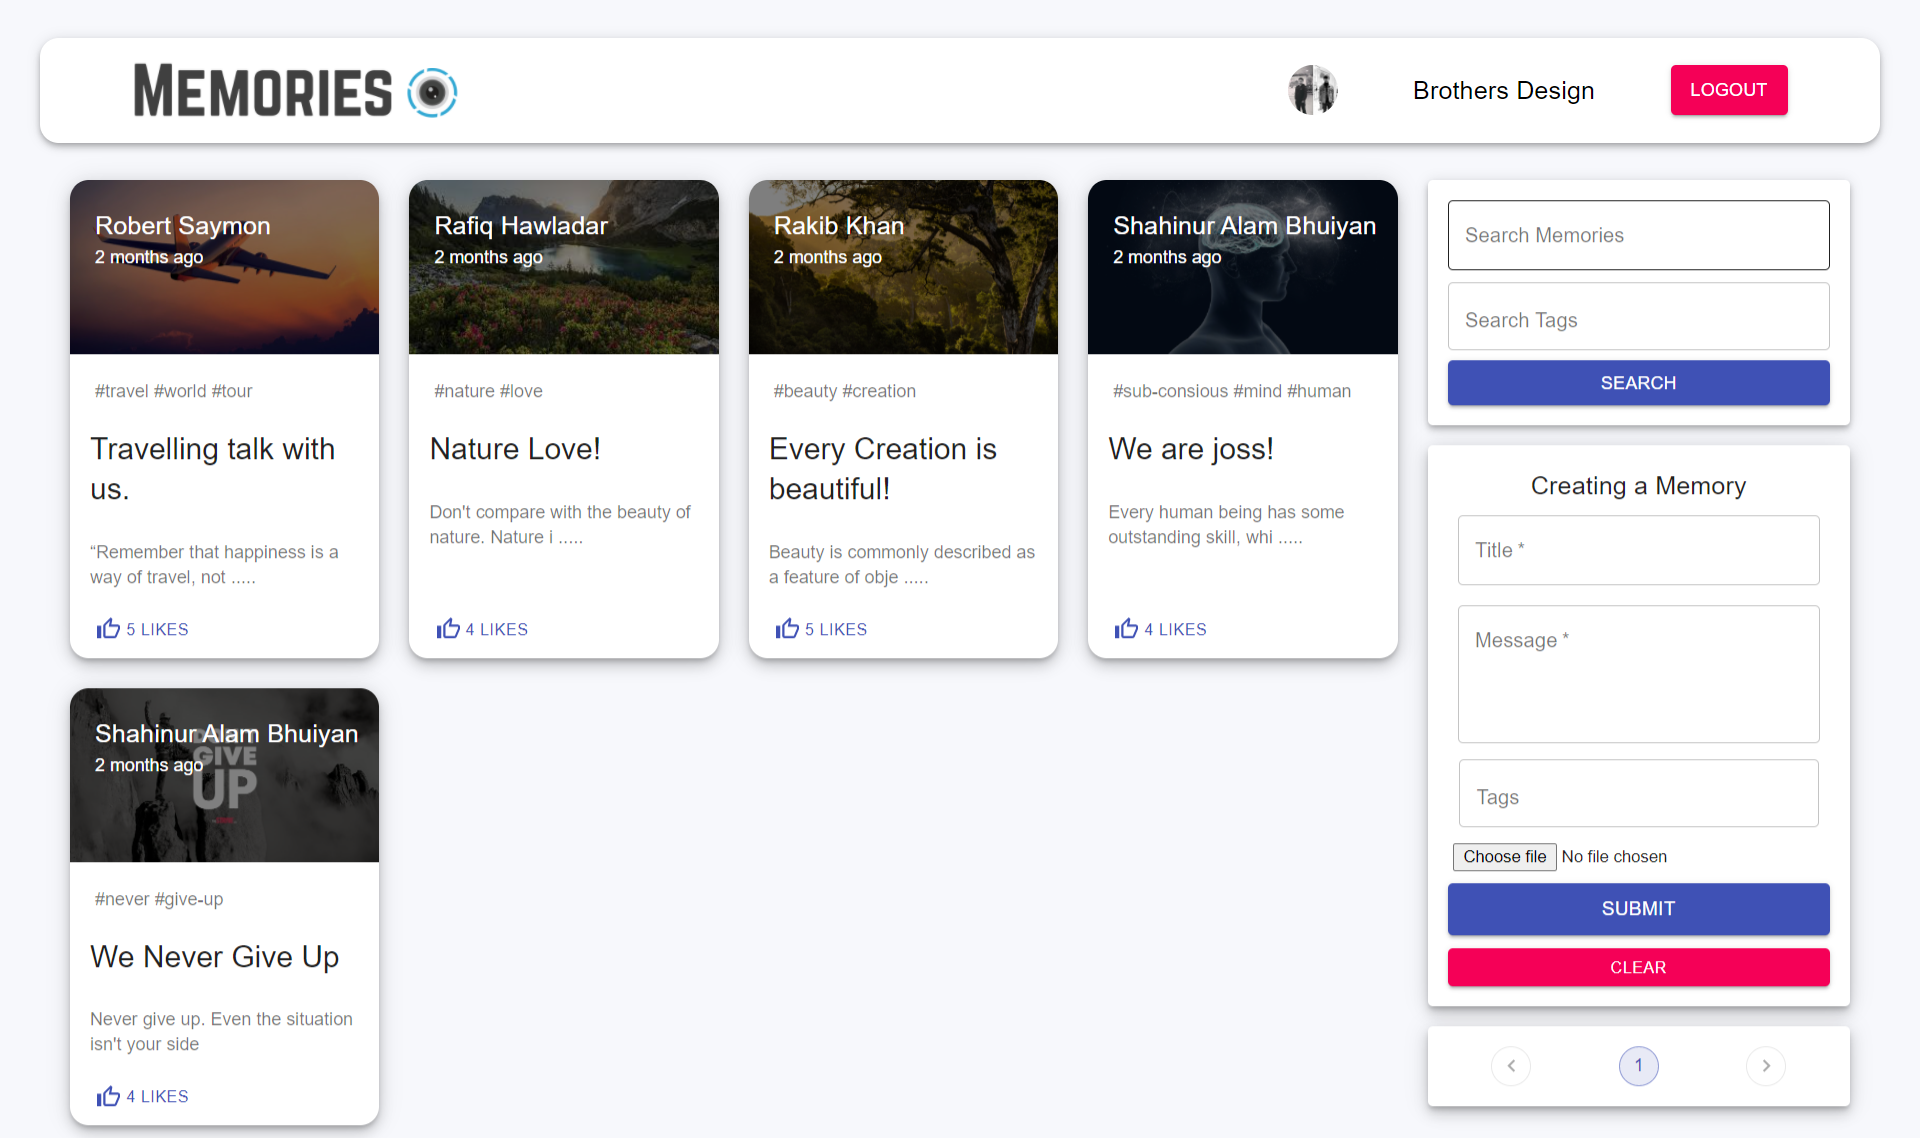 MEMORIES
Brothers Design
LOGOUT
Robert Saymon
2 months ago
#travel #world #tour
Travelling talk with
us.
“Remember that happiness is a
way of travel, not .....
5 LIKES
Rafiq Hawladar
2 months ago
#nature #love
Nature Love!
Don't compare with the beauty of
nature. Nature i .....
4 LIKES
Rakib Khan
2 months ago
#beauty #creation
Every Creation is
beautiful!
Beauty is commonly described as
a feature of obje .....
5 LIKES
Shahinur Alam Bhuiyan
2 months ago
#sub-consious #mind #human
We are joss!
Every human being has some
outstanding skill, whi .....
4 LIKES
Shahinur Alam Bhuiyan
2 months ago
GIVE
UP
#never #give-up
We Never Give Up
Never give up. Even the situation
isn't your side
4 LIKES
Search Memories
Search Tags
SEARCH
Creating a Memory
Title *
Message *
Tags
Choose file No file chosen
SUBMIT
CLEAR
1